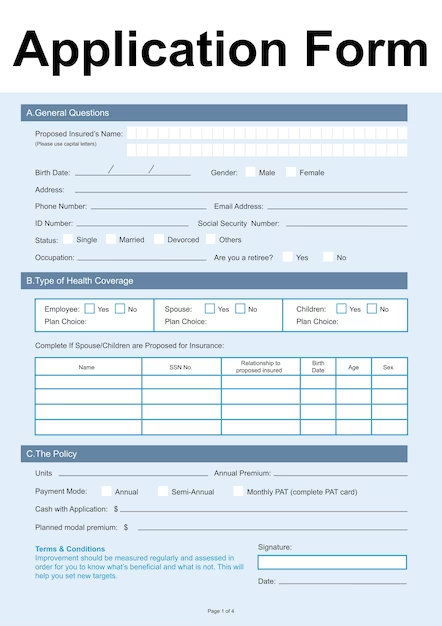 Application Form
A.General Questions
Proposed Insured's Name:
(Please use capital letters)
Birth Date: / / Gender: Male Female
Address:
Phone Number: Email Address:
ID Number: Social Security Number:
Status: Single Married Devorced Others
Occupation: Are you a retiree? Yes No
B.Type of Health Coverage
Employee: Yes No Spouse: Yes No Children: Yes No
Plan Choice: Plan Choice: Plan Choice:
Complete If Spouse/Children are Proposed for Insurance:
Name SSN No. Relationship to proposed insured Birth Date Age Sex
C.The Policy
Units Annual Premium:
Payment Mode: Annual Semi-Annual Monthly PAT (complete PAT card)
Cash with Application: $
Planned modal premium: $
Terms & Conditions
Improvement should be measured regularly and assessed in
order for you to know what's beneficial and what is not. This will
help you set new targets.
Signature:
Date:
Page 1 of 4